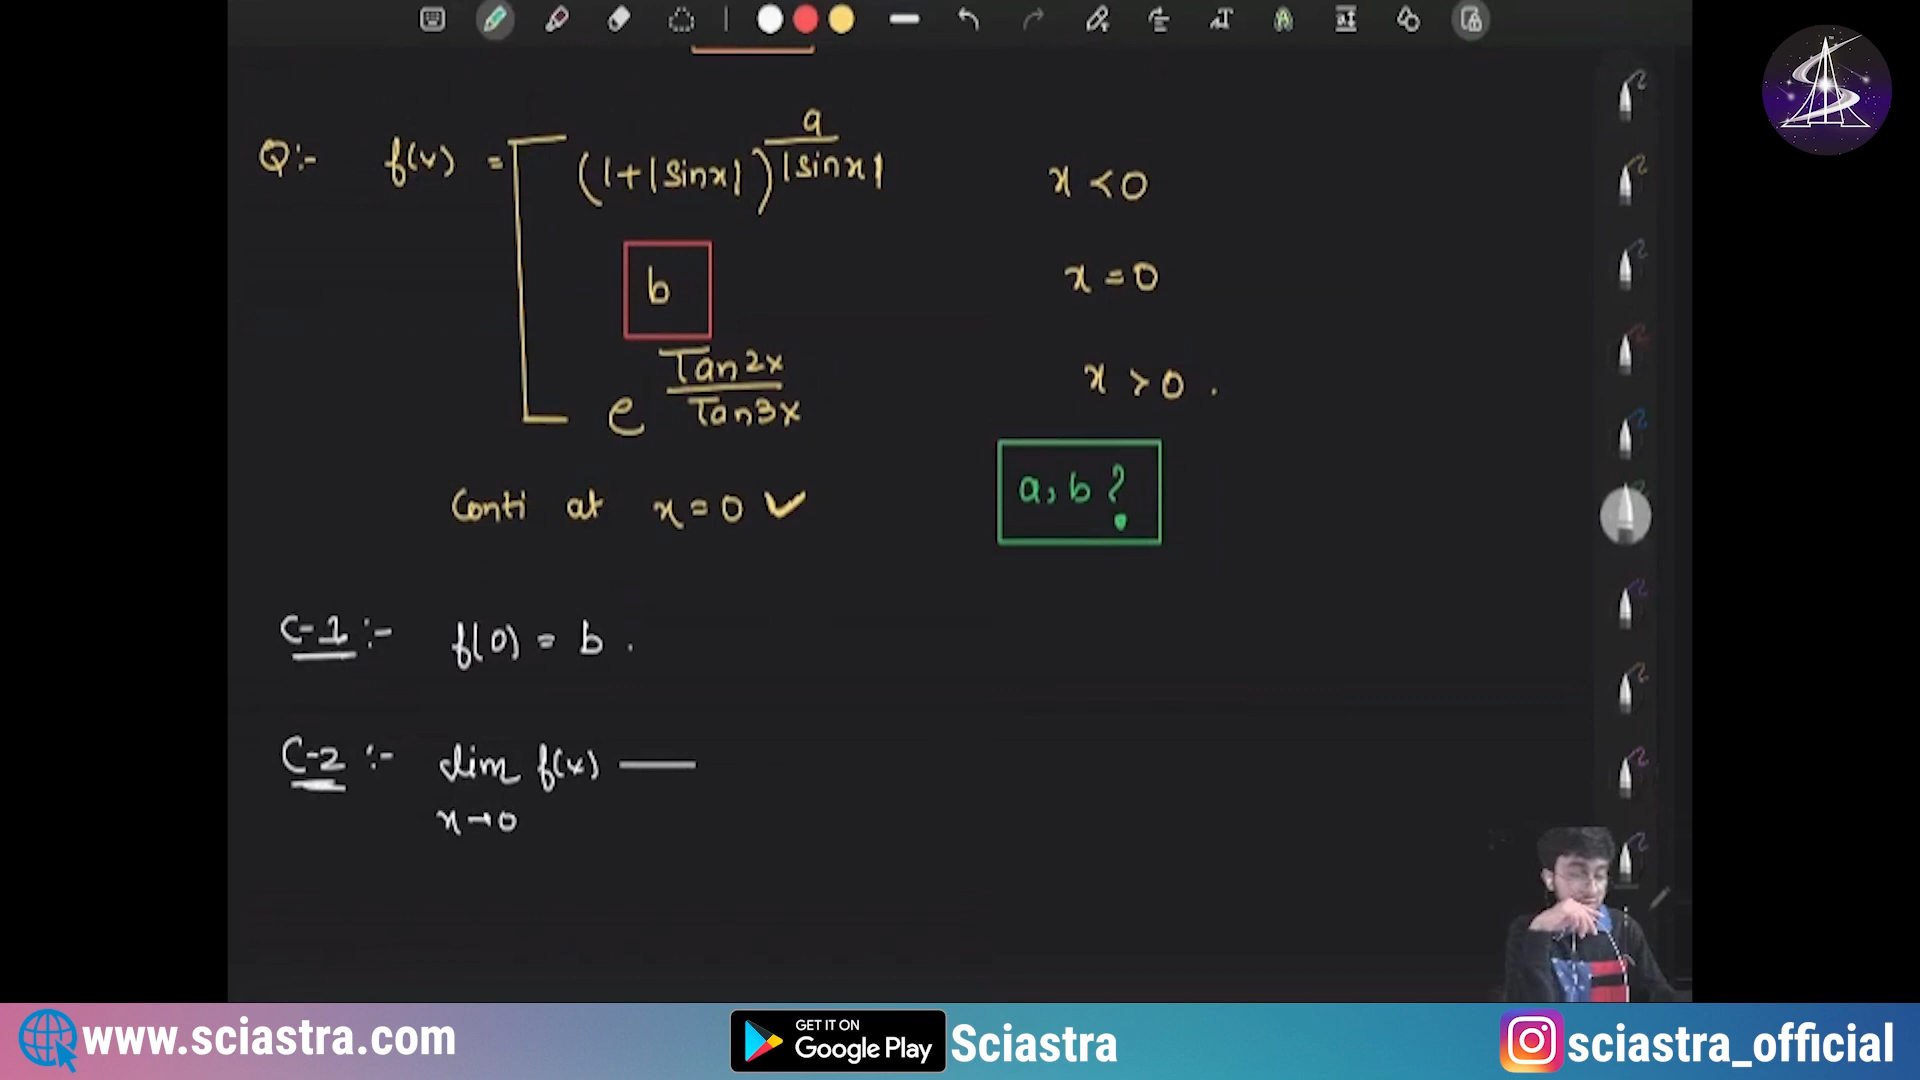 Q:- f(x) = (1+|sinx|)^(a/|sinx|) x < 0
b x = 0
e^(Tan2x/Tan3x) x > 0 .
Conti at x = 0 ✓
a, b ?
C-1 :- f(0) = b .
C-2 :- lim f(x) —
x→0
www.sciastra.com
GET IT ON
Google Play
Sciastra
sciastra_official